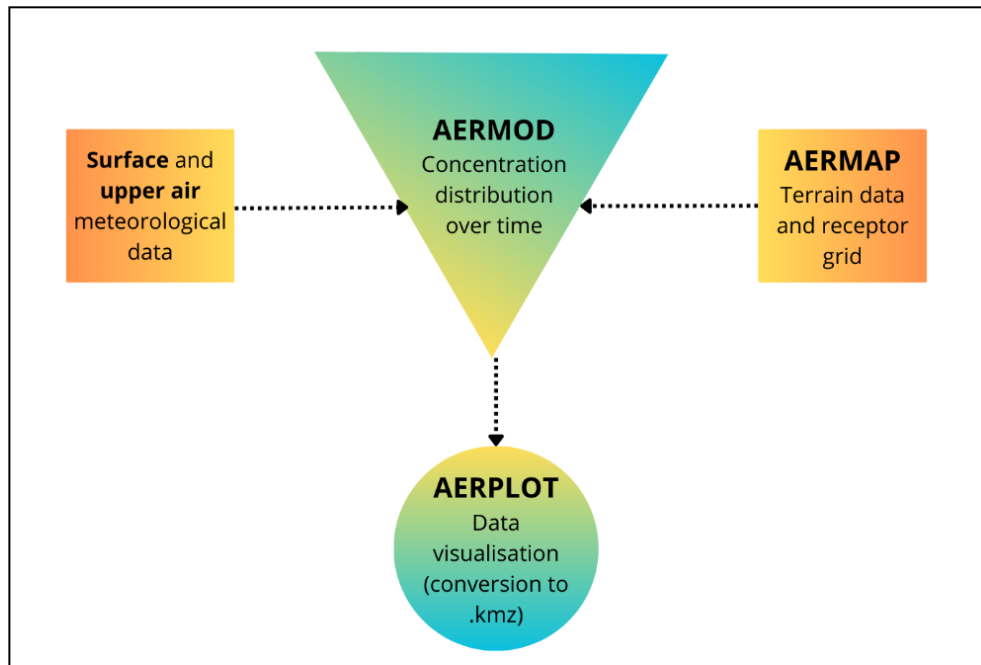 Surface and
upper air
meteorological
data
AERMOD
Concentration
distribution
over time
AERMAP
Terrain data
and receptor
grid
AERPLOT
Data
visualisation
(conversion to
.kmz)